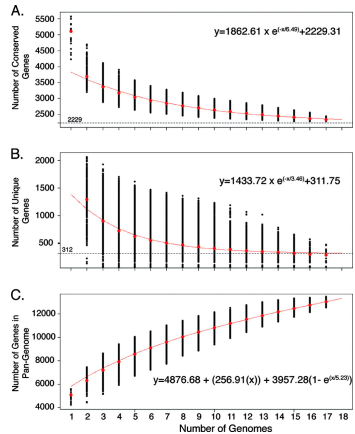 A.
y=1862.61 x e(-x/6.49)+2229.31
Number of Conserved
Genes
5500
5000
4500
4000
3500
3000
2500
2229
B.
y=1433.72 x e(-x/3.46)+311.75
Number of Unique
Genes
2000
1500
1000
500
312
0
C.
Number of Genes in
Pan-Genome
12000
10000
8000
6000
4000
y=4876.68 + (256.91(x)) + 3957.28(1- e(x/5.23))
1 2 3 4 5 6 7 8 9 10 11 12 13 14 15 16 17 18
Number of Genomes